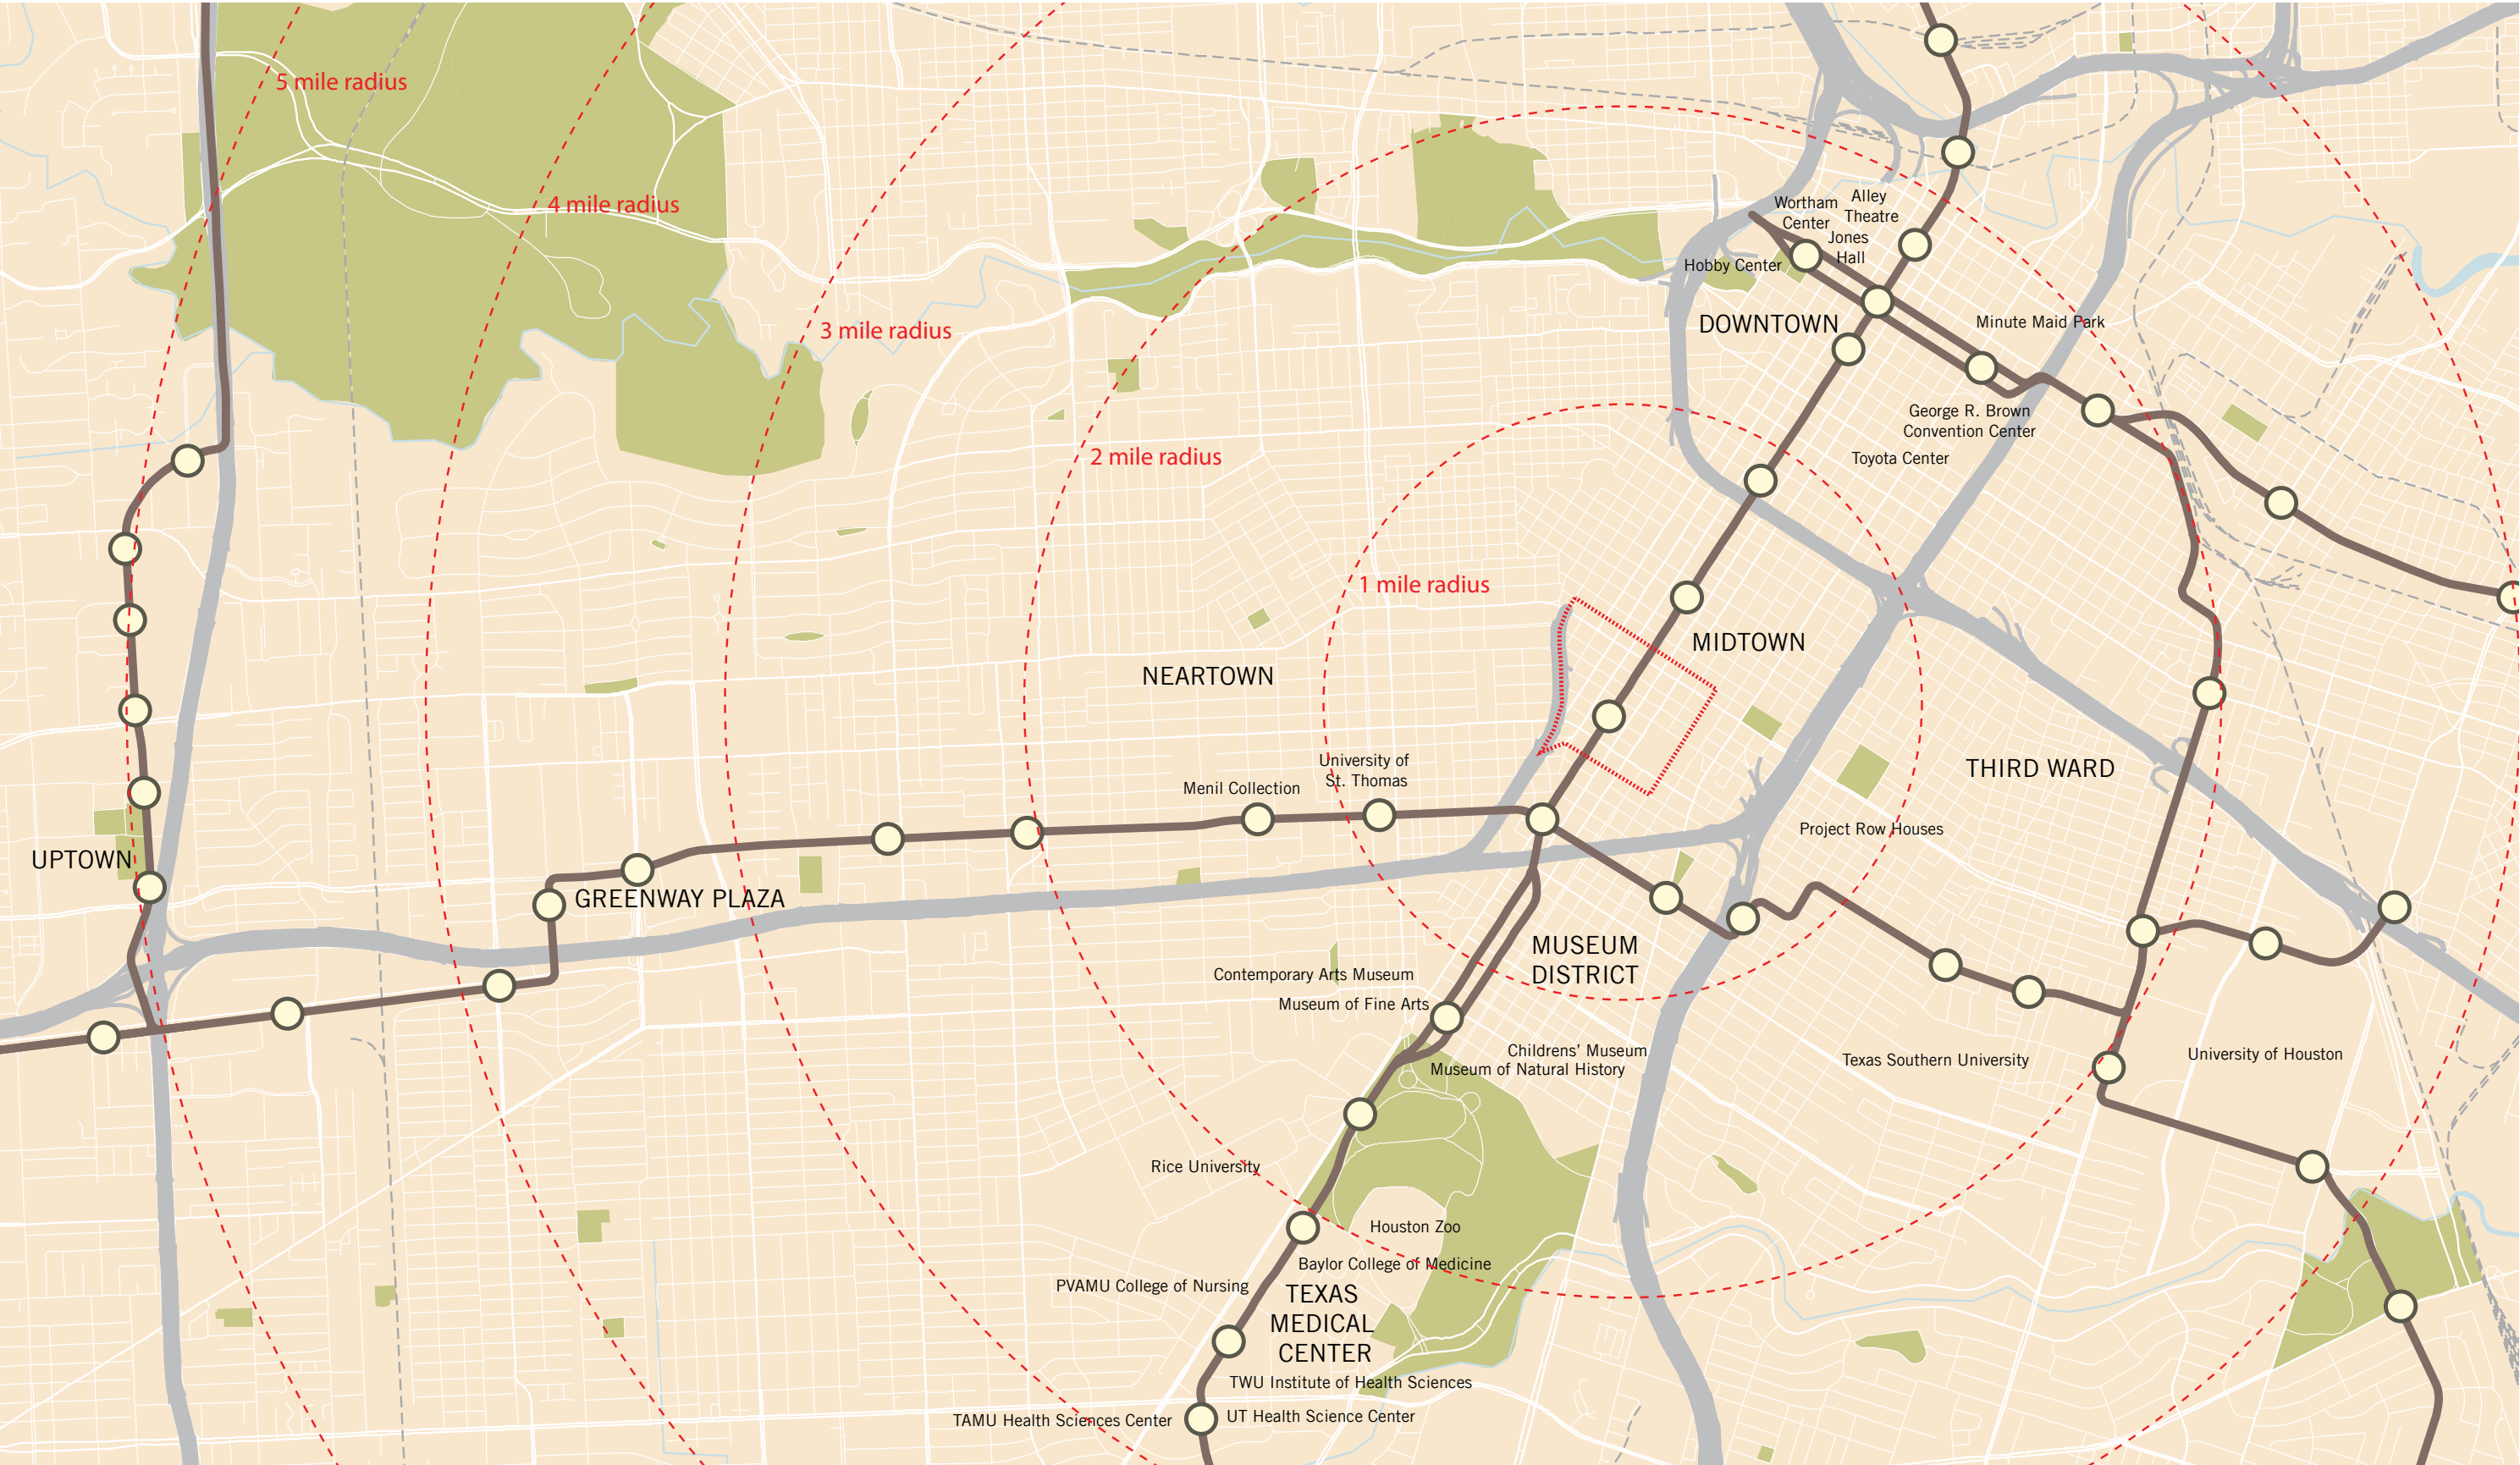 5 mile radius
4 mile radius
Wortham
Center
Alley
Theatre
Jones
Hall
Hobby Center
3 mile radius
DOWNTOWN
Minute Maid Park
George R. Brown
Convention Center
2 mile radius
Toyota Center
1 mile radius
MIDTOWN
NEARTOWN
University of
St. Thomas
THIRD WARD
Menil Collection
Project Row Houses
UPTOWN
GREENWAY PLAZA
MUSEUM
DISTRICT
Contemporary Arts Museum
Museum of Fine Arts
Childrens' Museum
Museum of Natural History
Texas Southern University
University of Houston
Rice University
Houston Zoo
Baylor College of Medicine
PVAMU College of Nursing
TEXAS
MEDICAL
CENTER
TWU Institute of Health Sciences
TAMU Health Sciences Center
UT Health Science Center